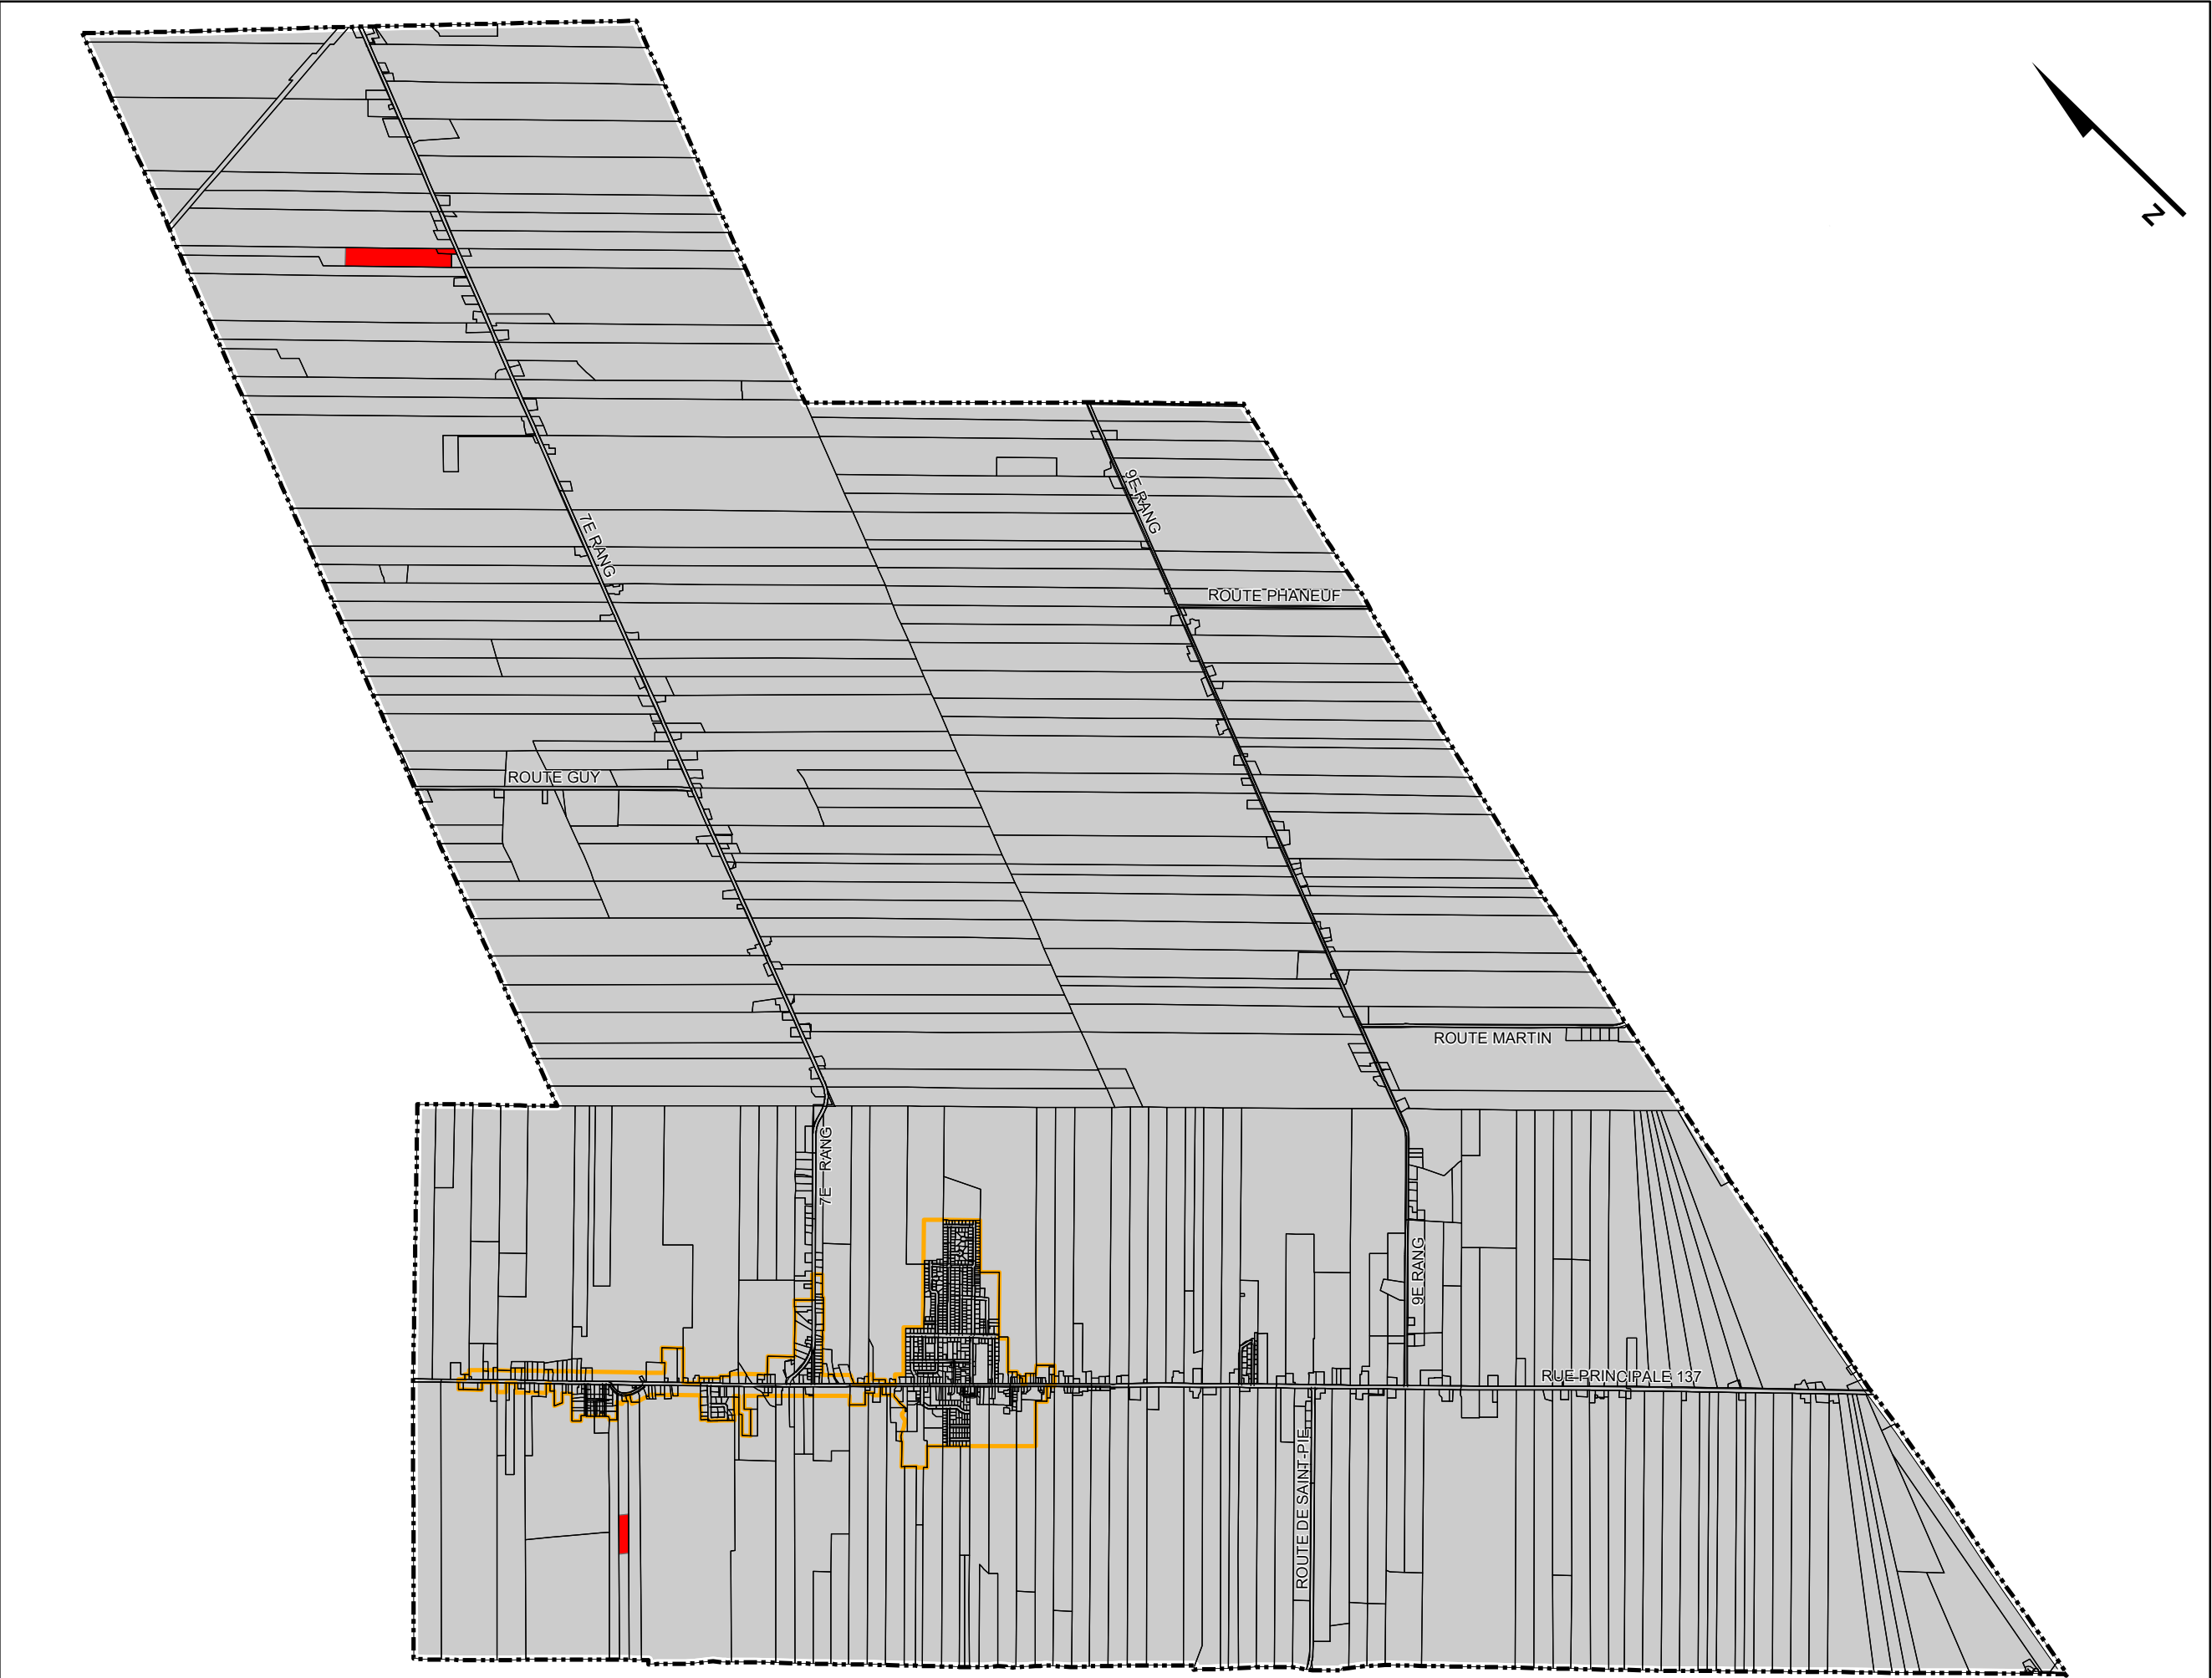 N
9E RANG
7E RANG
ROUTE PHANEUF
ROUTE GUY
ROUTE MARTIN
7E RANG
9E RANG
RUE PRINCIPALE 137
ROUTE DE SAINT-PIE